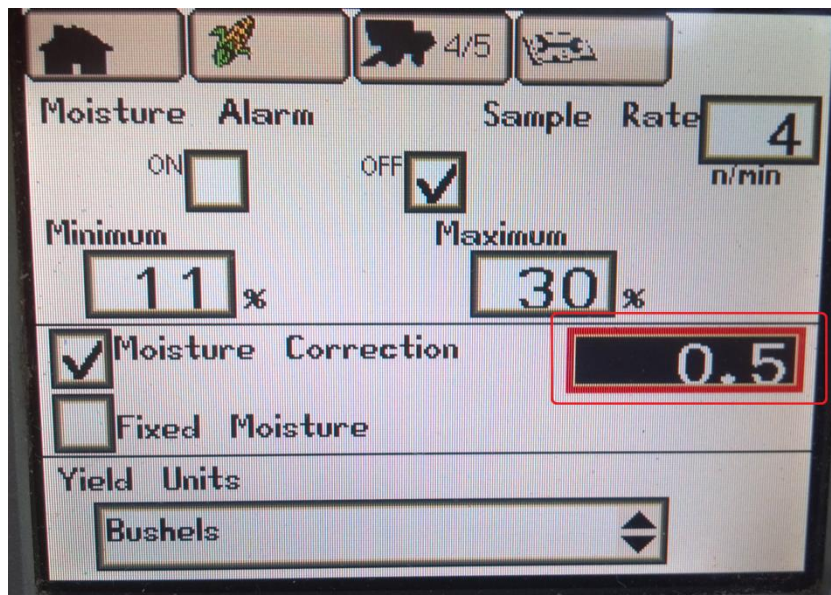 4/5
Moisture Alarm
Sample Rate
4
n/min
ON
OFF
Minimum
Maximum
11 %
30 %
Moisture Correction
0.5
Fixed Moisture
Yield Units
Bushels